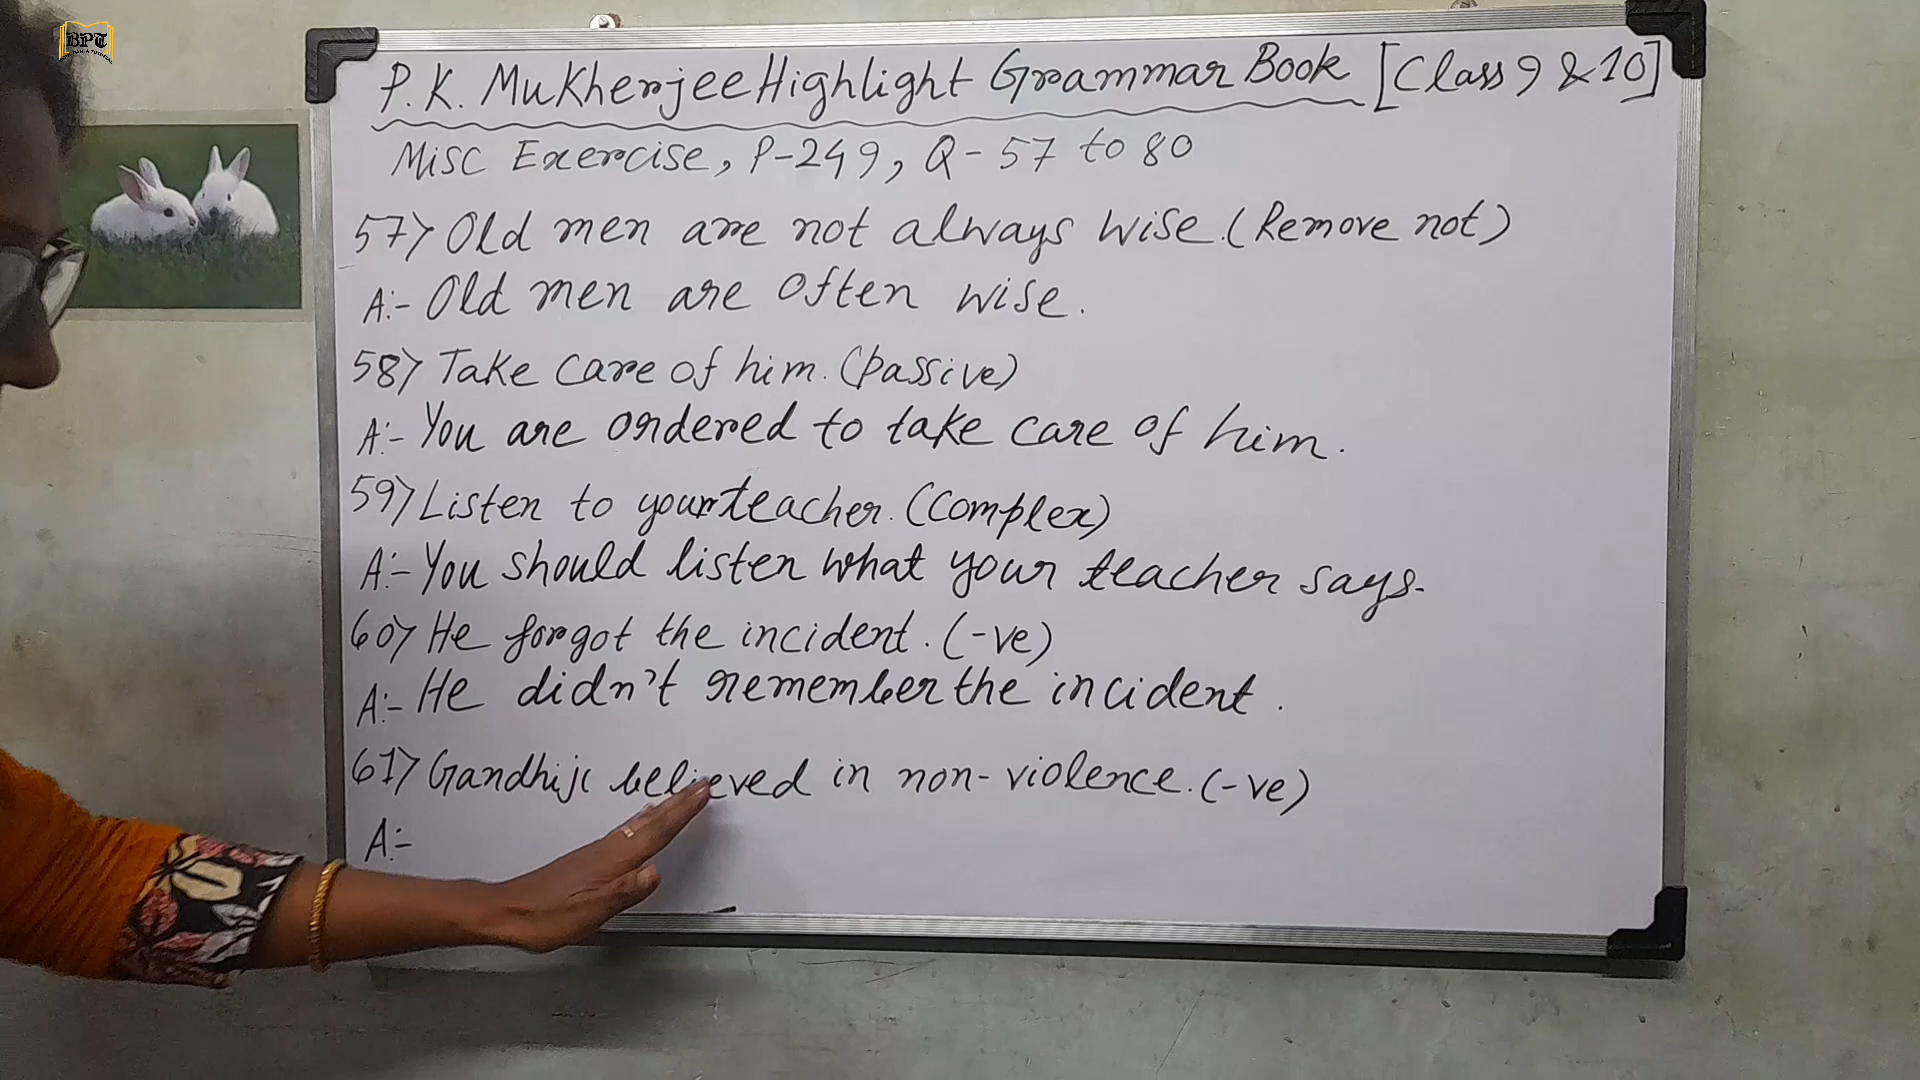 BPT
P.K. Mukherjee Highlight Grammar Book [Class 9 & 10]
Misc Exercise, P-249, Q-57 to 80
57> Old men are not always wise. (Remove not)
A:- Old men are often wise.
58> Take care of him. (passive)
A:- You are ordered to take care of him.
59> Listen to your teacher. (complex)
A:- You should listen what your teacher says.
60> He forgot the incident. (-ve)
A:- He didn't remember the incident.
61> Gandhiji believed in non-violence. (-ve)
A:-